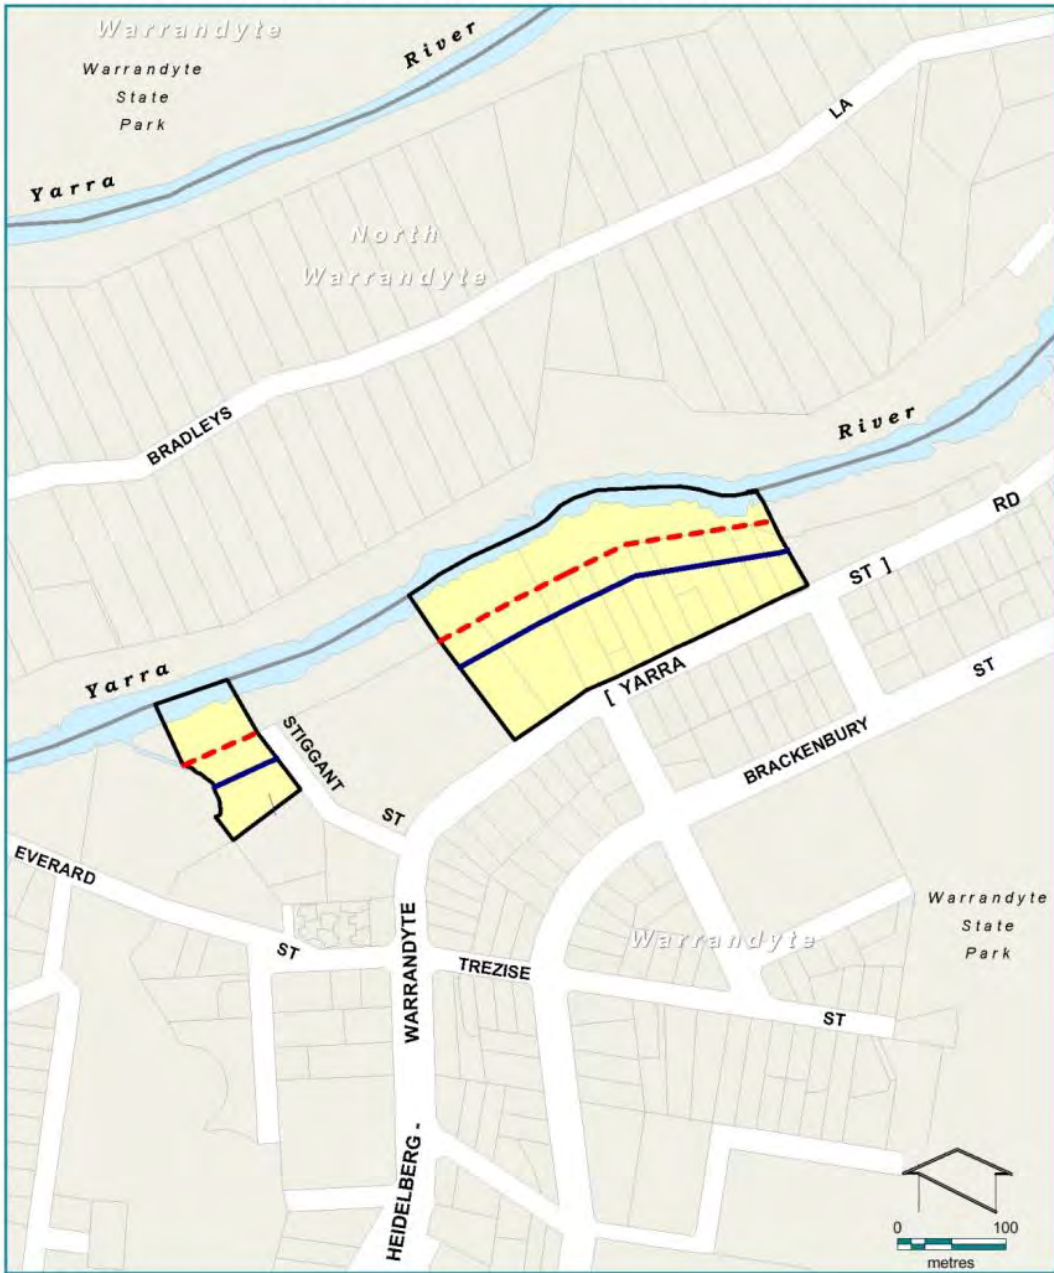 Warrandyte
Warrandyte
State
Park
Yarra
River
LA
North
Warrandyte
BRADLEYS
River
RD
ST ]
[ YARRA
Yarra
STIGGANT
ST
ST
BRACKENBURY
EVERARD
ST
WARRANDYTE
TREZISE
Warrandyte
Warrandyte
State
Park
ST
HEIDELBERG -
0 100
metres